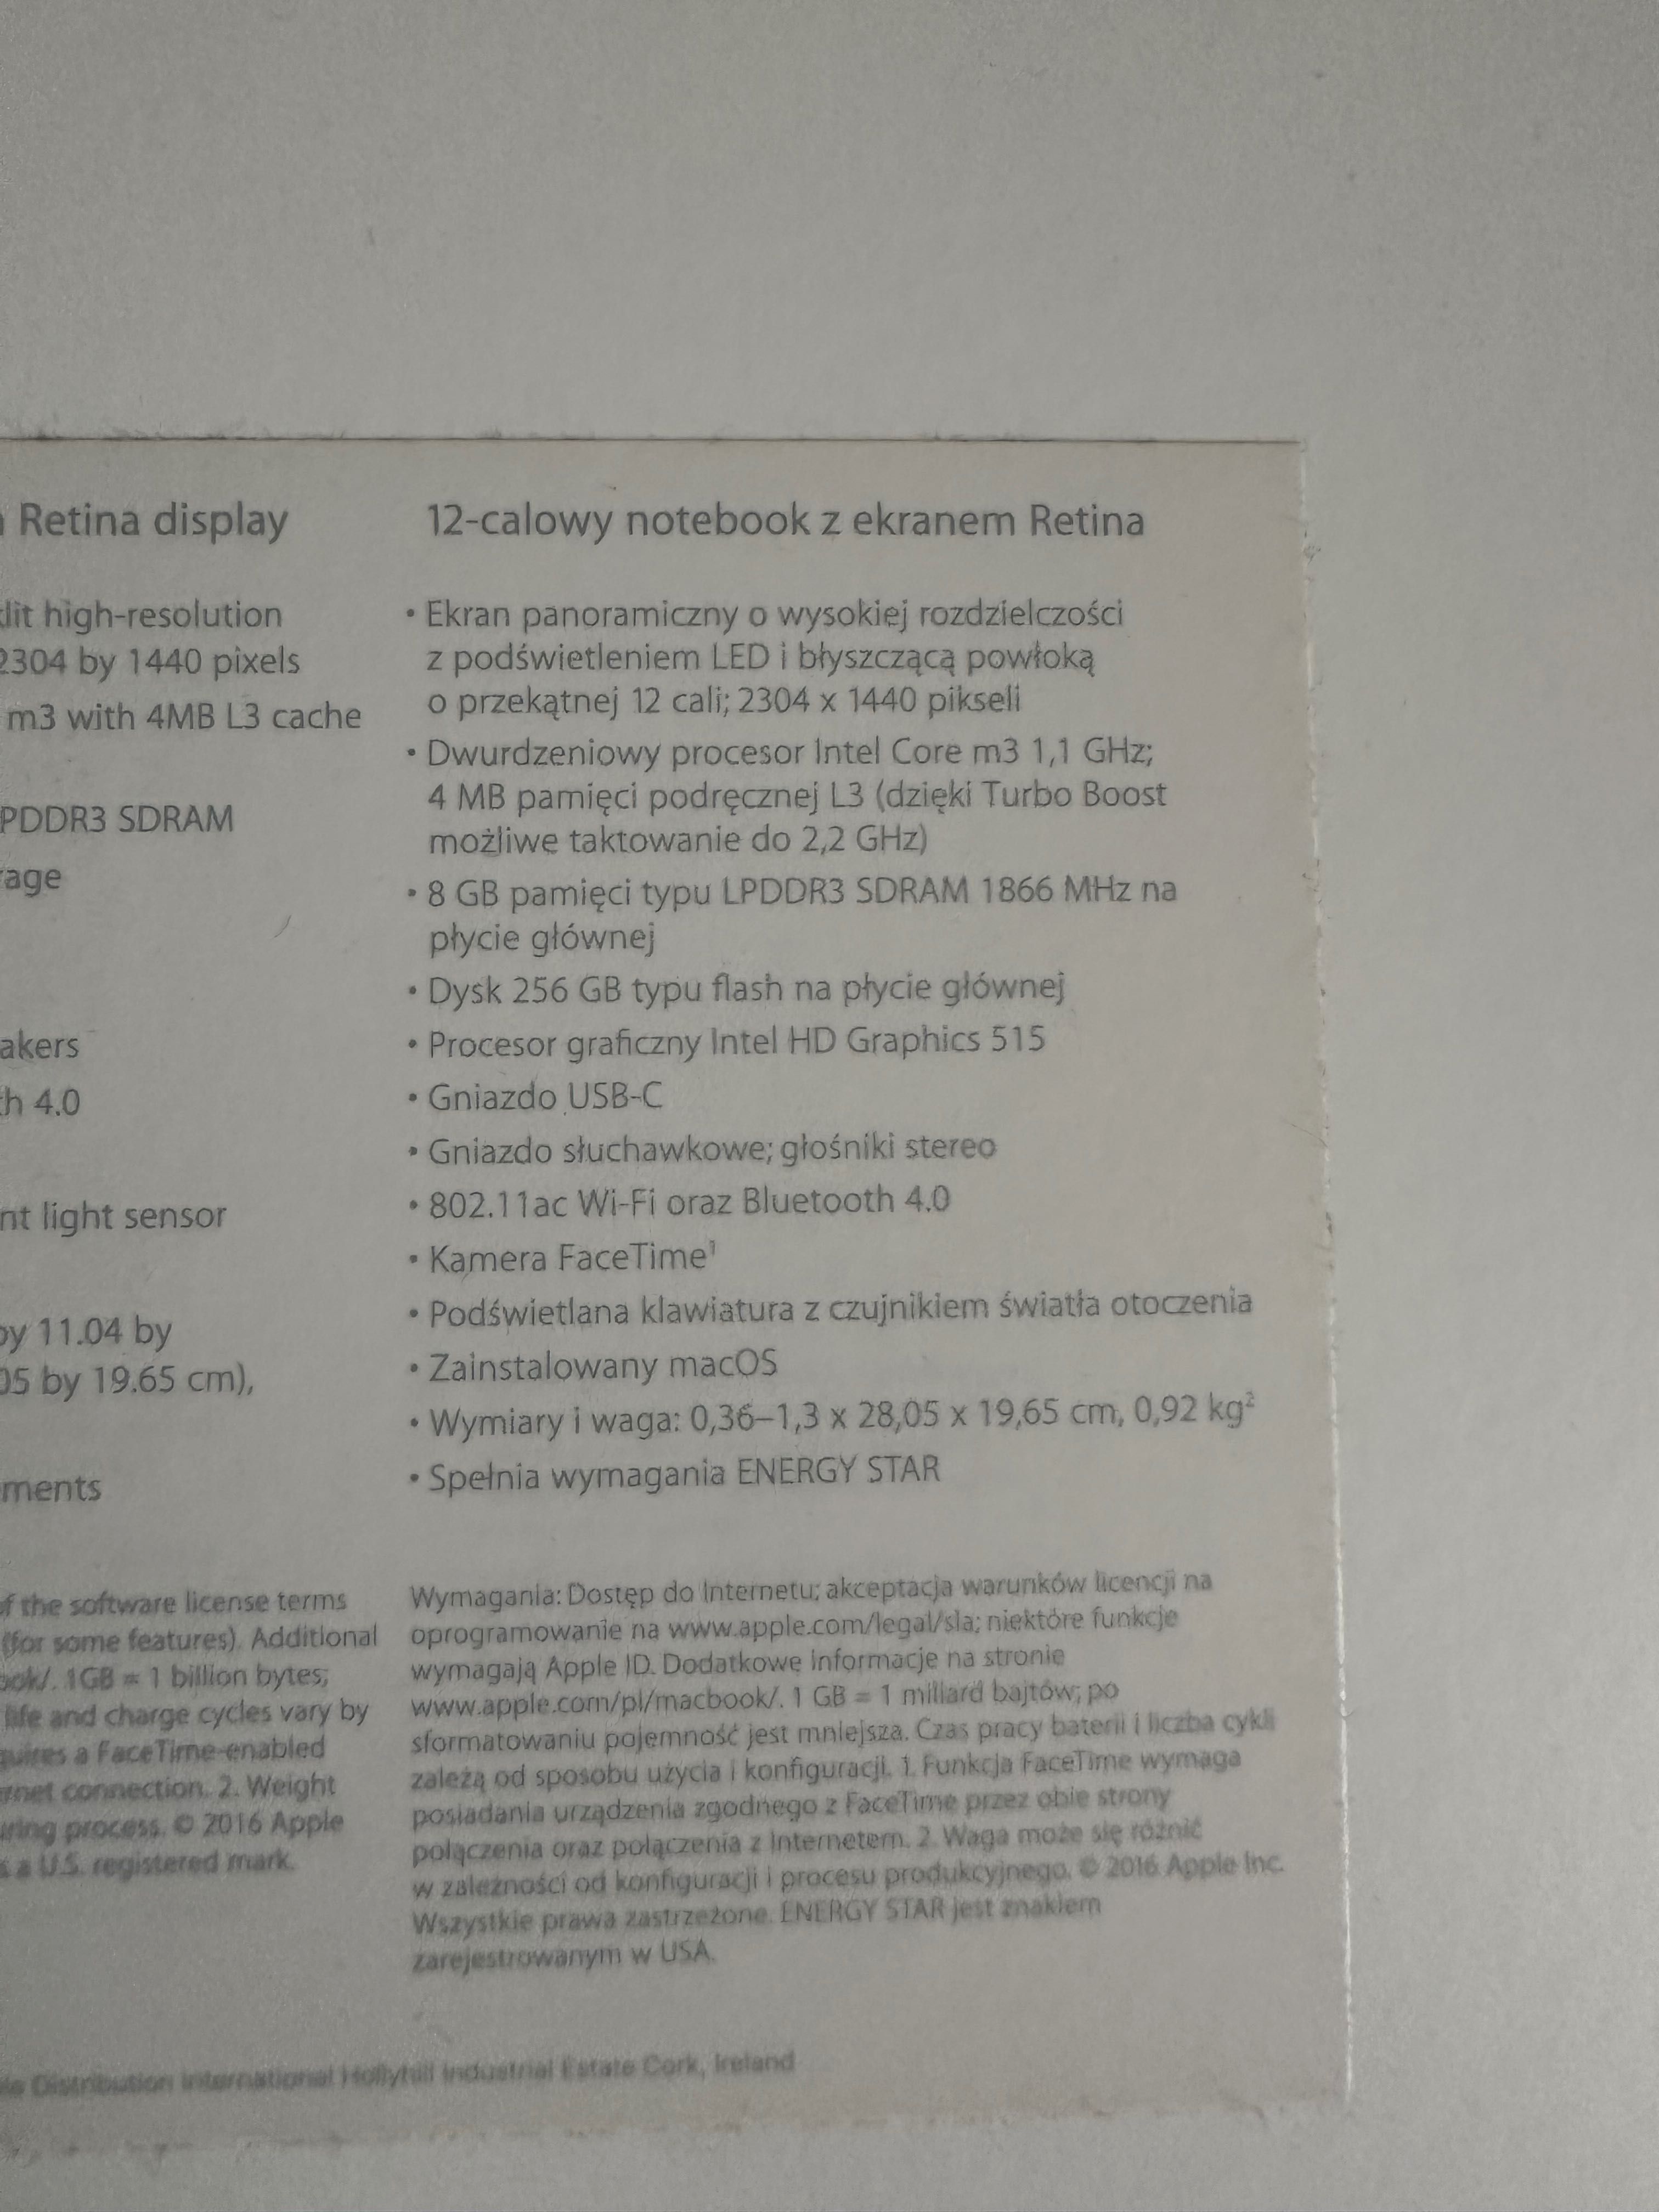 Retina display
lit high-resolution
2304 by 1440 pixels
m3 with 4MB L3 cache
PDDR3 SDRAM
rage
akers
h 4.0
nt light sensor
by 11.04 by
05 by 19.65 cm),
ments
of the software license terms
(for some features). Additional
ook/. 1GB = 1 billion bytes;
life and charge cycles vary by
quires a FaceTime-enabled
ernet connection. 2. Weight
uring process. © 2016 Apple
s a U.S. registered mark.
12-calowy notebook z ekranem Retina
• Ekran panoramiczny o wysokiej rozdzielczości
z podświetleniem LED i błyszczącą powłoką
o przekątnej 12 cali; 2304 x 1440 pikseli
• Dwurdzeniowy procesor Intel Core m3 1,1 GHz;
4 MB pamięci podręcznej L3 (dzięki Turbo Boost
możliwe taktowanie do 2,2 GHz)
• 8 GB pamięci typu LPDDR3 SDRAM 1866 MHz na
płycie głównej
• Dysk 256 GB typu flash na płycie głównej
• Procesor graficzny Intel HD Graphics 515
• Gniazdo USB-C
• Gniazdo słuchawkowe; głośniki stereo
• 802.11ac Wi-Fi oraz Bluetooth 4.0
• Kamera FaceTime¹
• Podświetlana klawiatura z czujnikiem światła otoczenia
• Zainstalowany macOS
• Wymiary i waga: 0,36–1,3 x 28,05 x 19,65 cm, 0,92 kg²
• Spełnia wymagania ENERGY STAR
Wymagania: Dostęp do Internetu; akceptacja warunków licencji na
oprogramowanie na www.apple.com/legal/sla; niektóre funkcje
wymagają Apple ID. Dodatkowe informacje na stronie
www.apple.com/pl/macbook/. 1 GB = 1 miliard bajtów; po
sformatowaniu pojemność jest mniejsza. Czas pracy baterii i liczba cykli
zależą od sposobu użycia i konfiguracji. 1. Funkcja FaceTime wymaga
posiadania urządzenia zgodnego z FaceTime przez obie strony
połączenia oraz połączenia z Internetem. 2. Waga może się różnić
w zależności od konfiguracji i procesu produkcyjnego. © 2016 Apple Inc.
Wszystkie prawa zastrzeżone. ENERGY STAR jest znakiem
zarejestrowanym w USA.
le Distribution International Hollyhill Industrial Estate Cork, Ireland